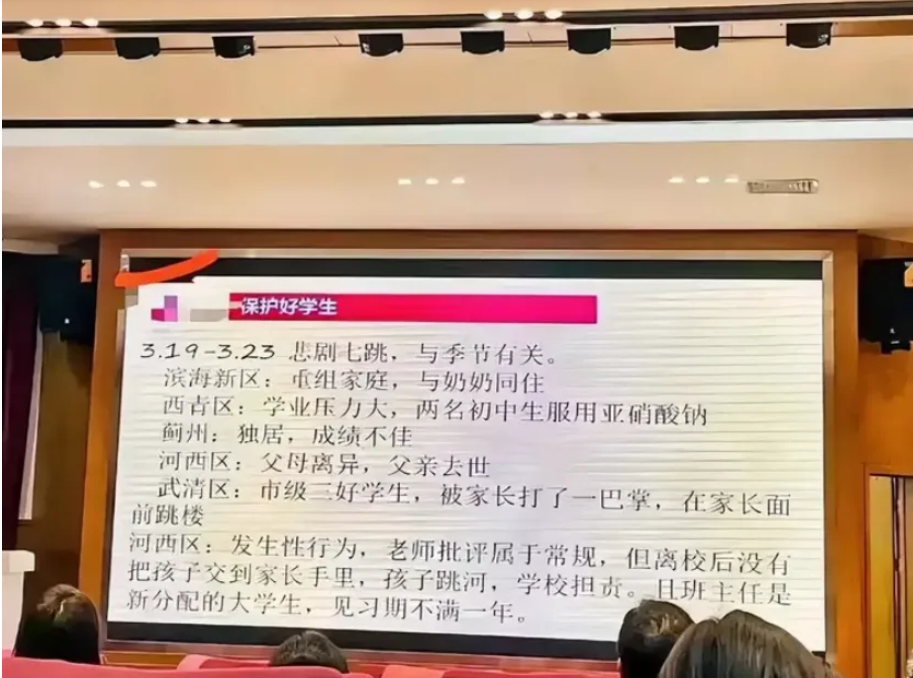 保护好学生
3.19-3.23 悲剧七跳，与季节有关。
滨海新区：重组家庭，与奶奶同住
西青区：学业压力大，两名初中生服用亚硝酸钠
蓟州：独居，成绩不佳
河西区：父母离异，父亲去世
武清区：市级三好学生，被家长打了一巴掌，在家长面
前跳楼
河西区：发生性行为，老师批评属于常规，但离校后没有
把孩子交到家长手里，孩子跳河，学校担责。且班主任是
新分配的大学生，见习期不满一年。